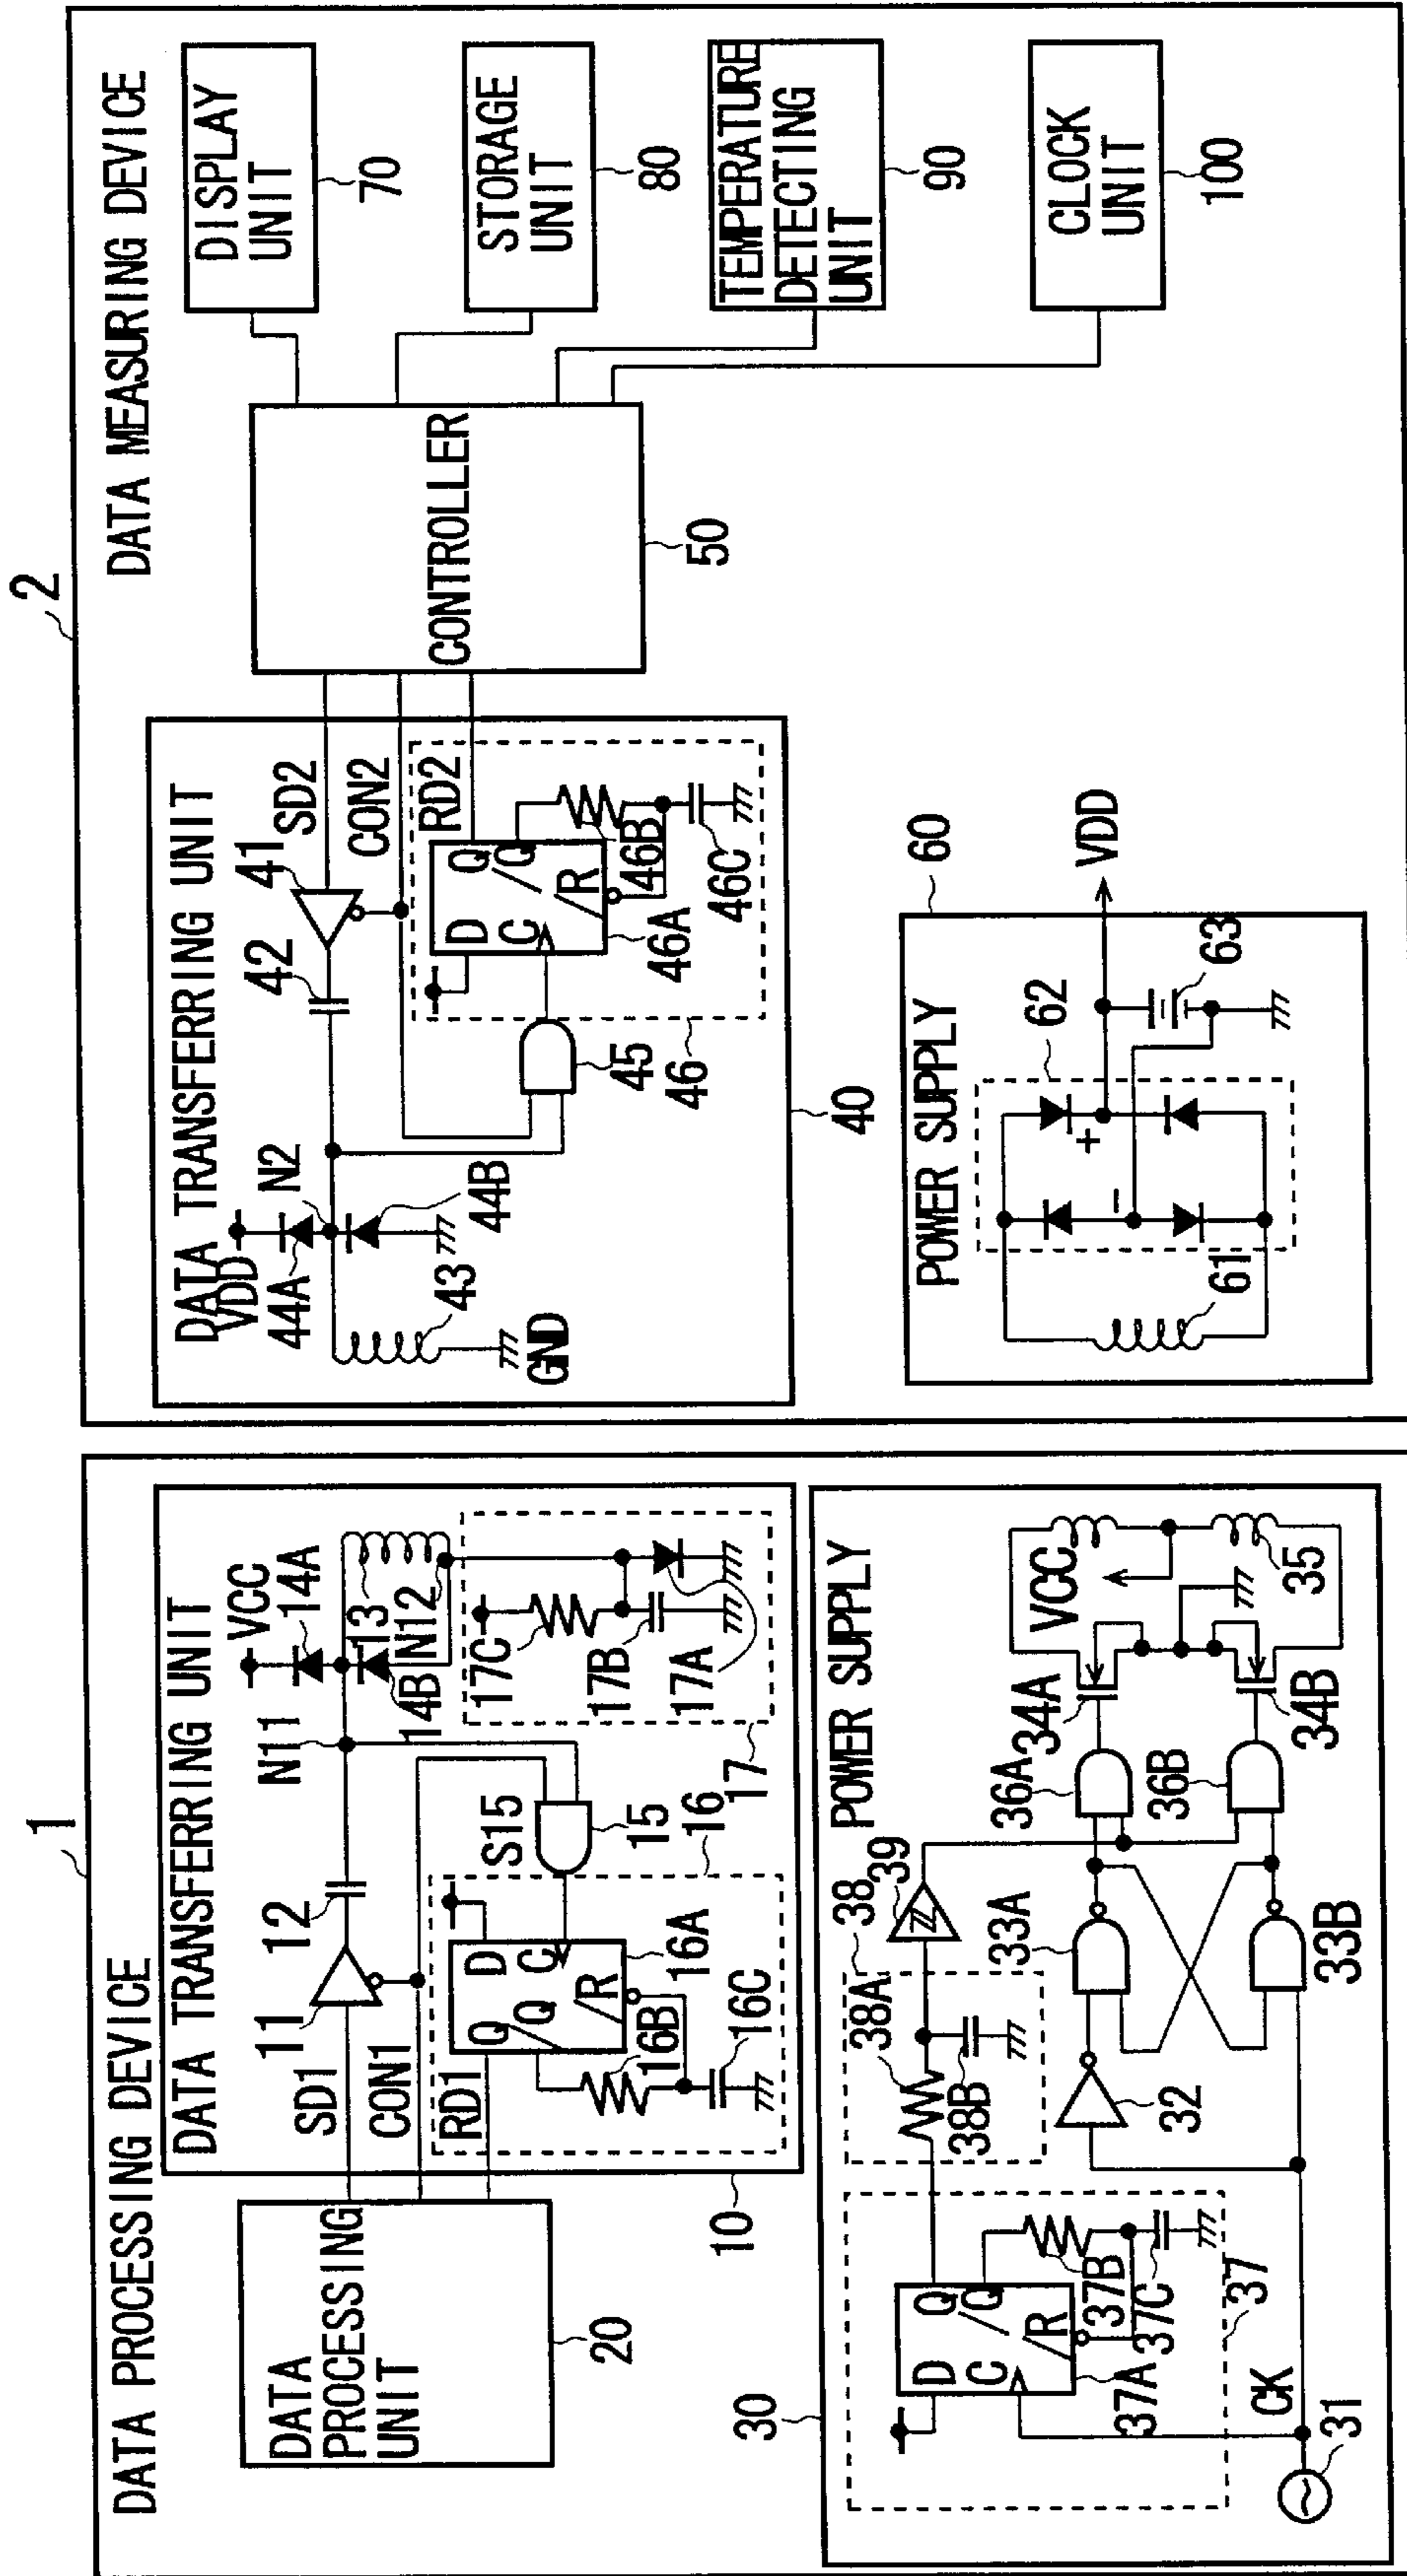 1
DATA PROCESSING DEVICE
DATA
PROCESSING
UNIT
20
SD1
CON1
RD1
DATA TRANSFERRING UNIT
10
11
12
N11
VCC
14A
13
14B
N12
S15
15
16
Q
D
/Q
C
/R
16A
16B
16C
17
17C
17B
17A
POWER SUPPLY
30
31
CK
37
D
Q
C
/Q
/R
37A
37B
37C
38
38A
38B
39
32
33A
33B
36A
36B
34A
34B
VCC
35
2
DATA MEASURING DEVICE
DATA TRANSFERRING UNIT
40
VDD
44A
N2
44B
43
GND
42
41
SD2
CON2
RD2
45
46
D
Q
C
/Q
/R
46A
46B
46C
CONTROLLER
50
DISPLAY
UNIT
70
STORAGE
UNIT
80
TEMPERATURE
DETECTING
UNIT
90
CLOCK
UNIT
100
POWER SUPPLY
60
61
62
+
−
63
VDD